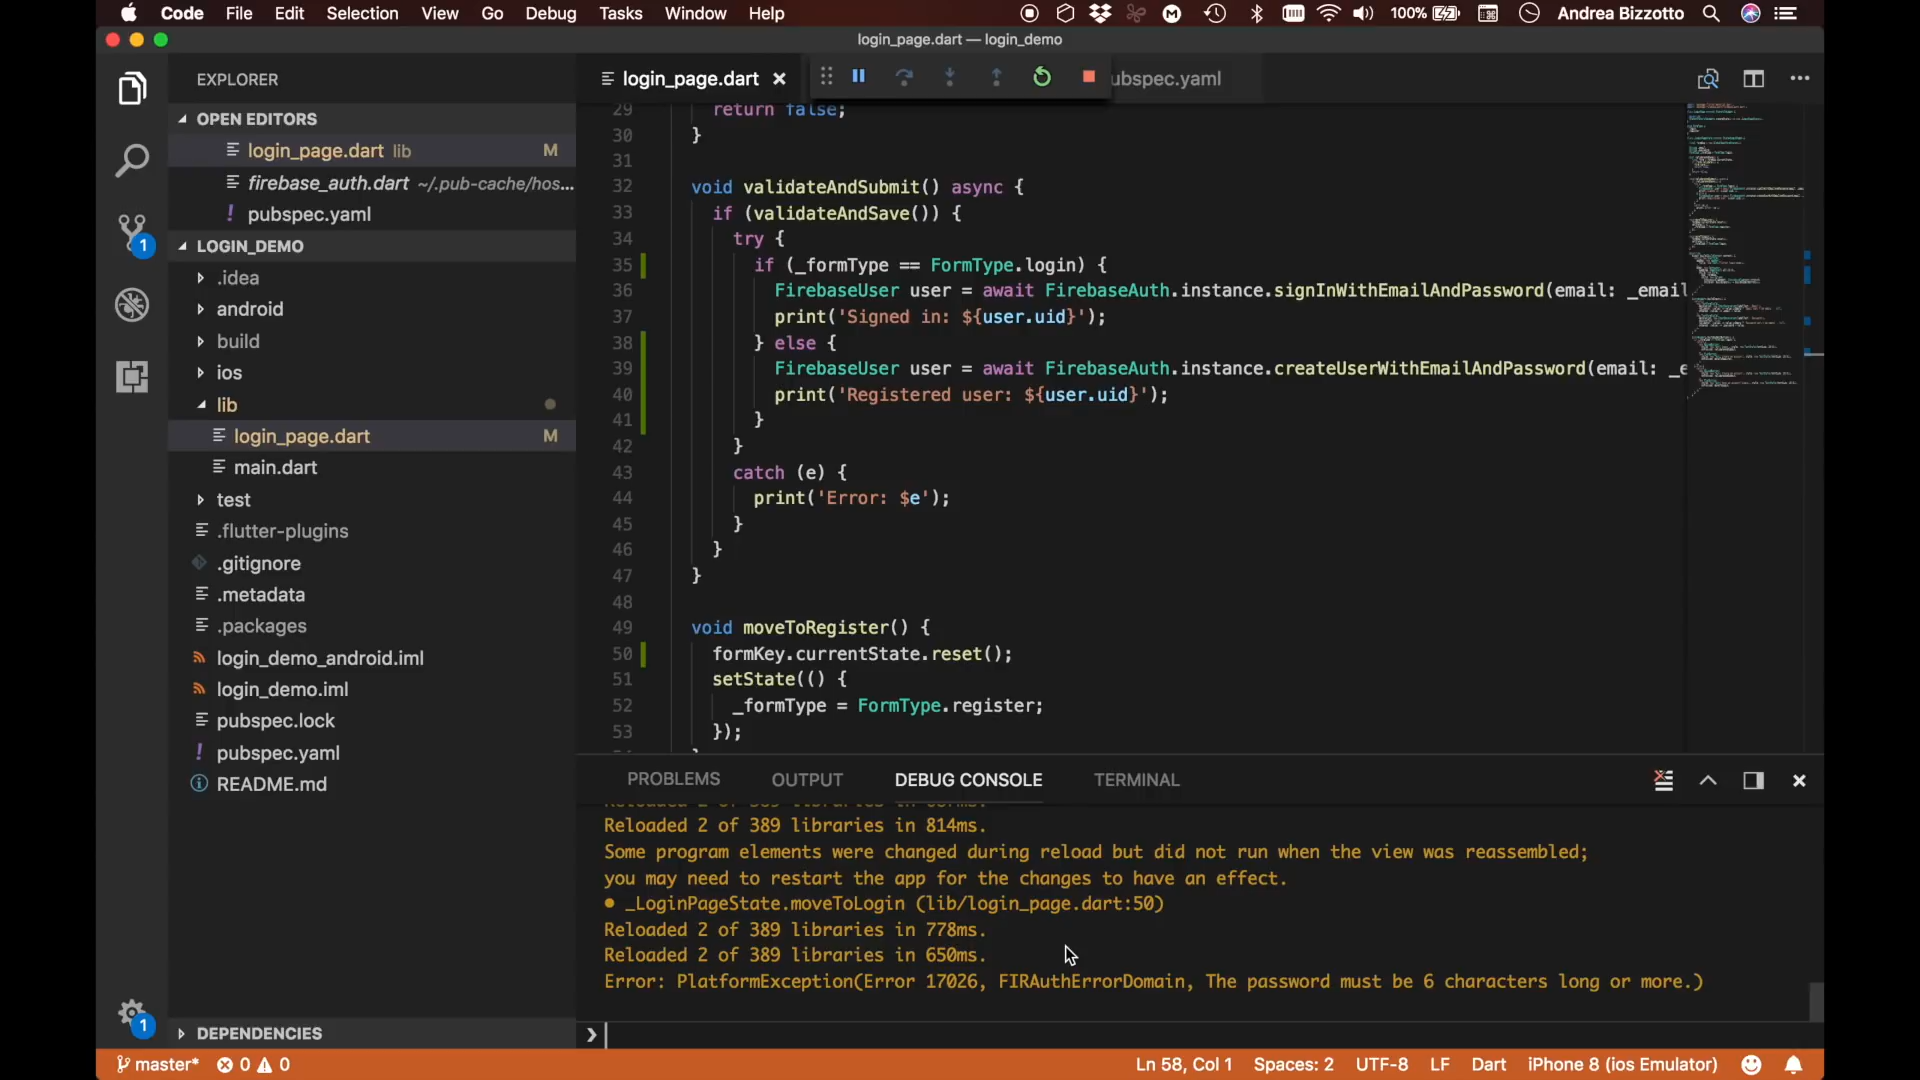 Code File Edit Selection View Go Debug Tasks Window Help 100% Andrea Bizzotto
login_page.dart — login_demo
EXPLORER
OPEN EDITORS
login_page.dart lib M
firebase_auth.dart ~/.pub-cache/hos...
! pubspec.yaml
LOGIN_DEMO
.idea
android
build
ios
lib
login_page.dart M
main.dart
test
.flutter-plugins
.gitignore
.metadata
.packages
login_demo_android.iml
login_demo.iml
pubspec.lock
! pubspec.yaml
README.md
DEPENDENCIES
1
1
login_page.dart ubspec.yaml
29 return false;
30 }
31
32 void validateAndSubmit() async {
33 if (validateAndSave()) {
34 try {
35 if (_formType == FormType.login) {
36 FirebaseUser user = await FirebaseAuth.instance.signInWithEmailAndPassword(email: _email
37 print('Signed in: ${user.uid}');
38 } else {
39 FirebaseUser user = await FirebaseAuth.instance.createUserWithEmailAndPassword(email: _e
40 print('Registered user: ${user.uid}');
41 }
42 }
43 catch (e) {
44 print('Error: $e');
45 }
46 }
47 }
48
49 void moveToRegister() {
50 formKey.currentState.reset();
51 setState(() {
52 _formType = FormType.register;
53 });
PROBLEMS OUTPUT DEBUG CONSOLE TERMINAL
Reloaded 2 of 389 libraries in 814ms.
Some program elements were changed during reload but did not run when the view was reassembled;
you may need to restart the app for the changes to have an effect.
• _LoginPageState.moveToLogin (lib/login_page.dart:50)
Reloaded 2 of 389 libraries in 778ms.
Reloaded 2 of 389 libraries in 650ms.
Error: PlatformException(Error 17026, FIRAuthErrorDomain, The password must be 6 characters long or more.)
master* 0 0 Ln 58, Col 1 Spaces: 2 UTF-8 LF Dart iPhone 8 (ios Emulator)